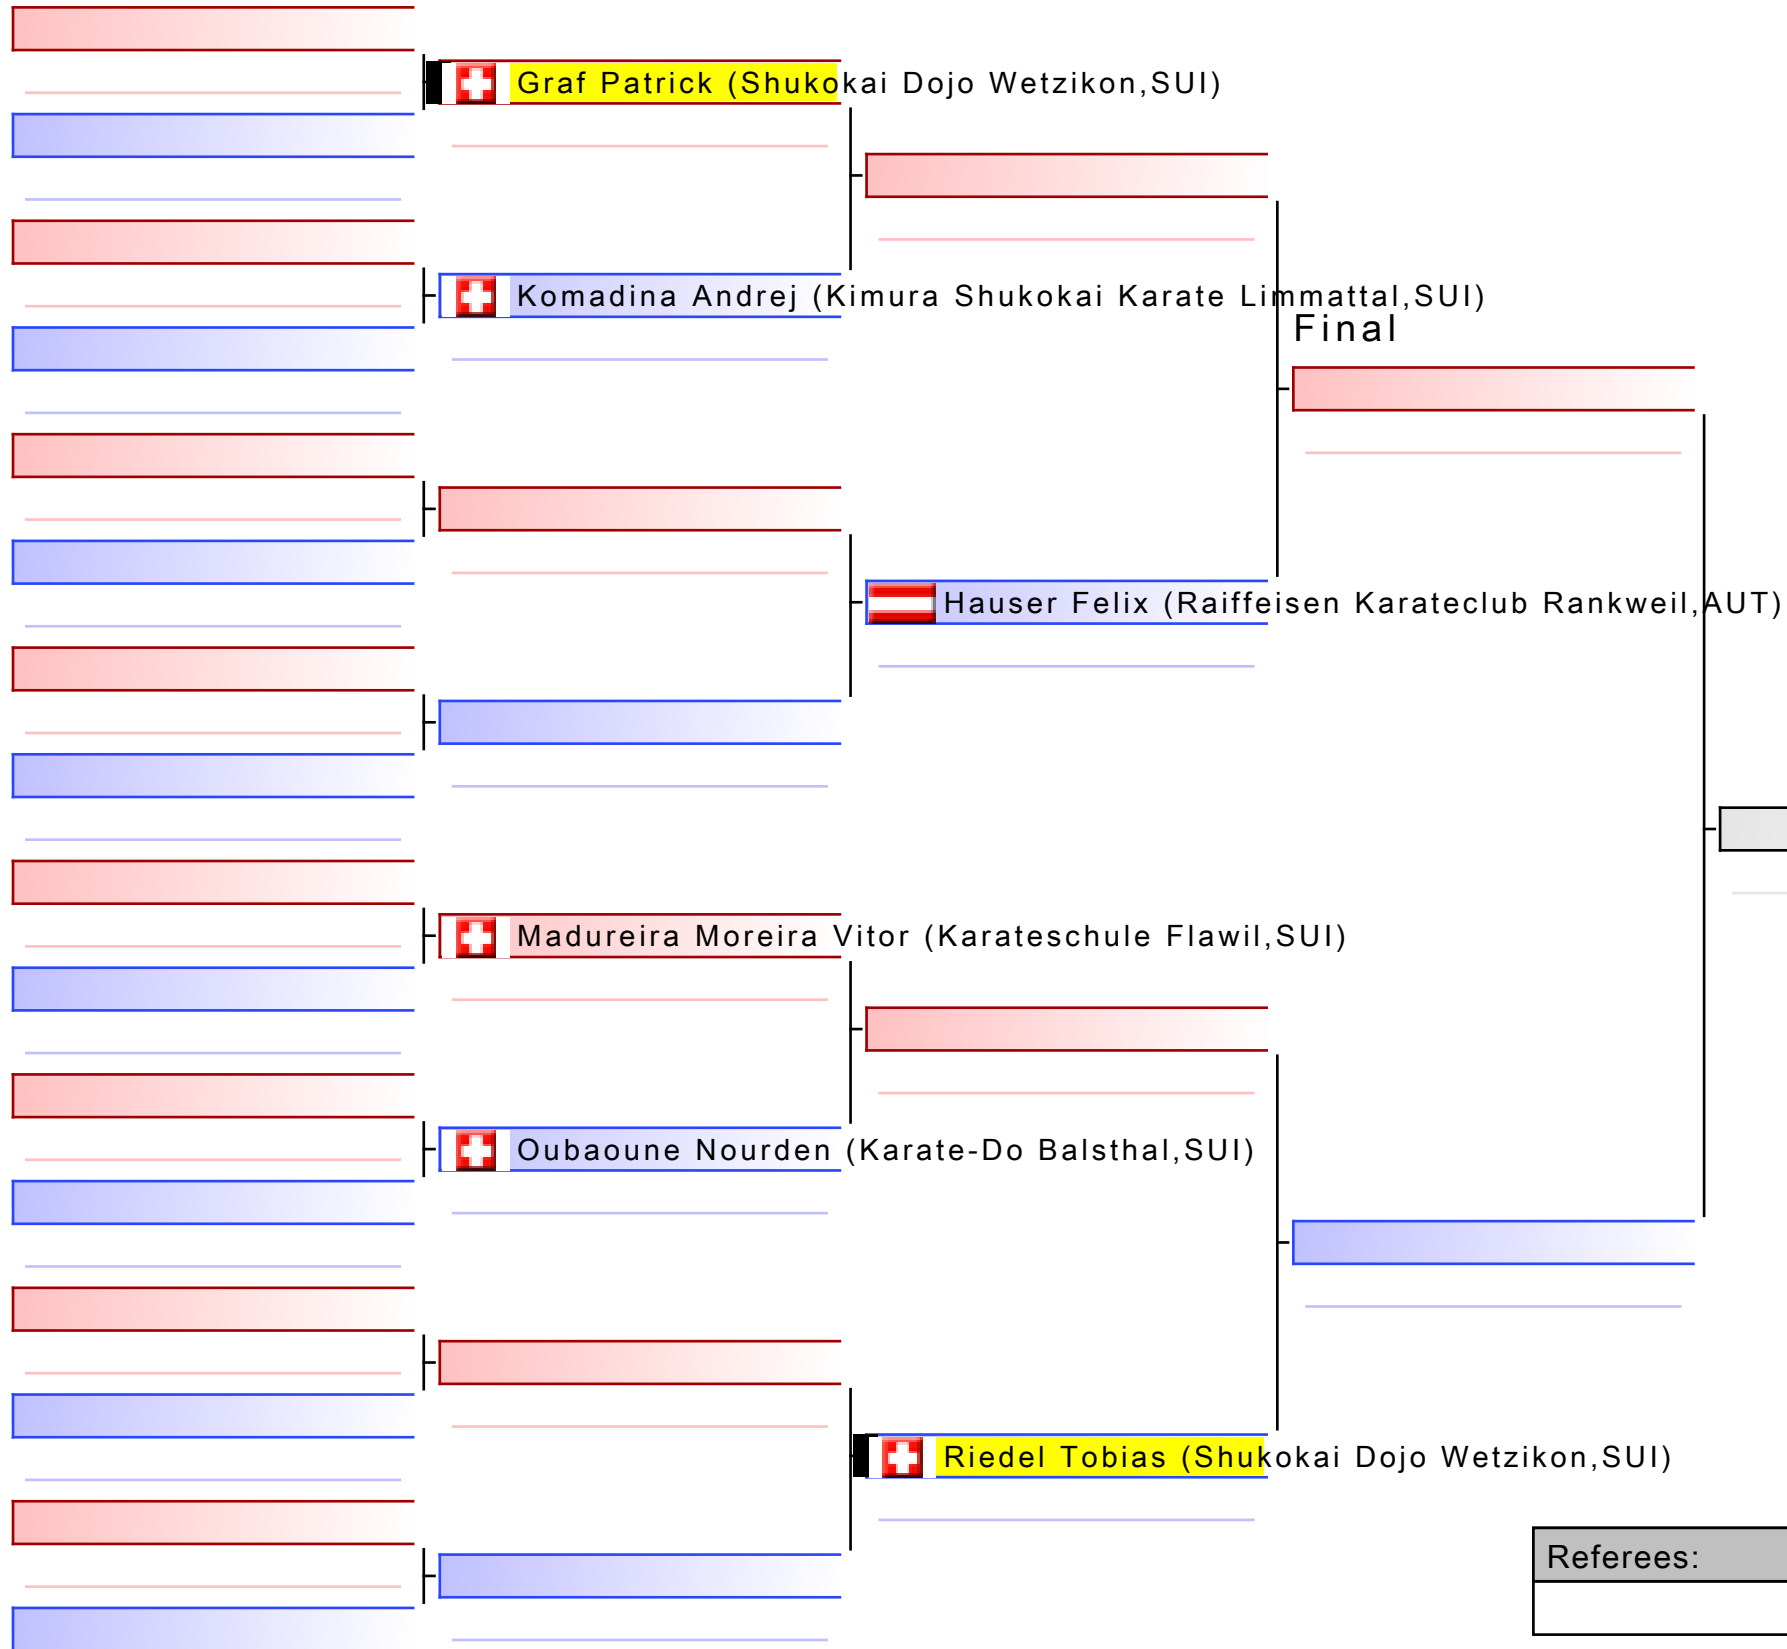 Graf Patrick (Shukokai Dojo Wetzikon,SUI)
Komadina Andrej (Kimura Shukokai Karate Limmattal,SUI)
Final
Hauser Felix (Raiffeisen Karateclub Rankweil,AUT)
Madureira Moreira Vitor (Karateschule Flawil,SUI)
Oubaoune Nourden (Karate-Do Balsthal,SUI)
Riedel Tobias (Shukokai Dojo Wetzikon,SUI)
Referees: